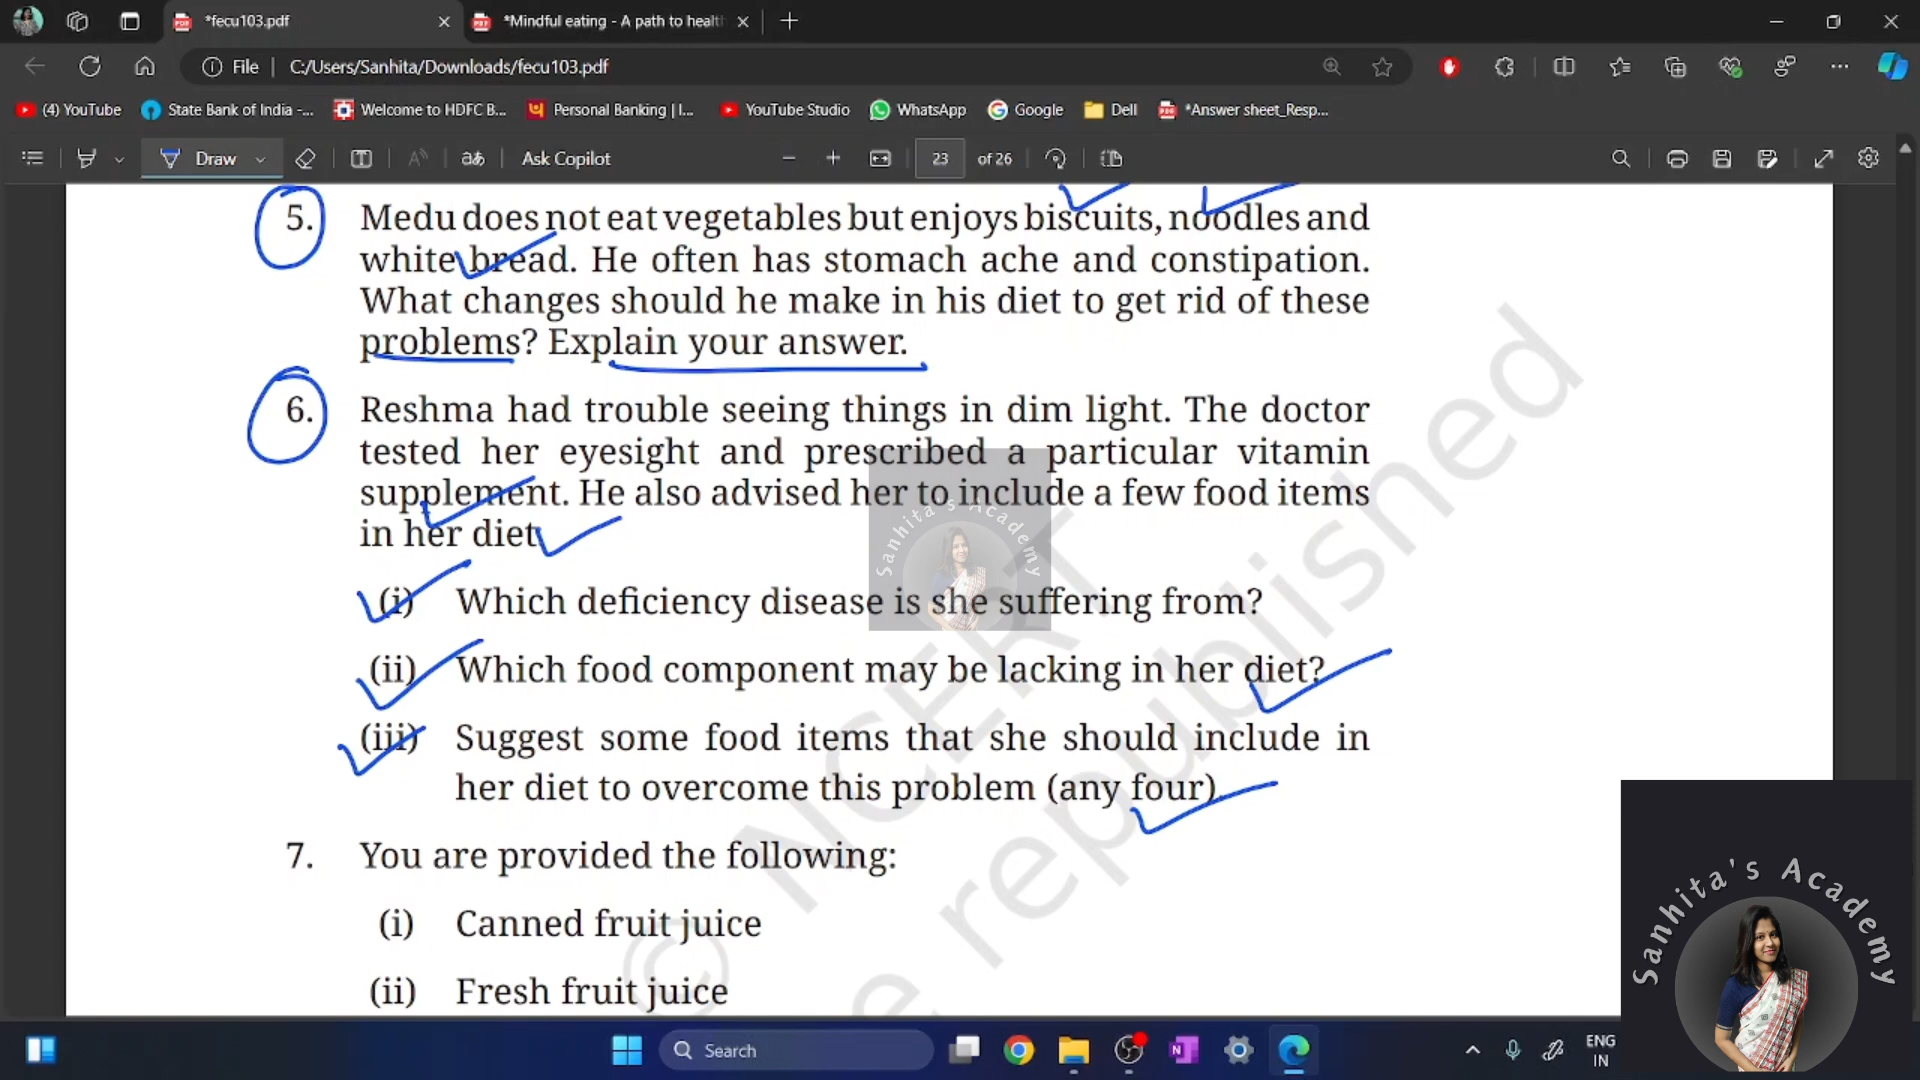 *fecu103.pdf
*Mindful eating - A path to healt
File
C:/Users/Sanhita/Downloads/fecu103.pdf
(4) YouTube
State Bank of India -...
Welcome to HDFC B...
Personal Banking | I...
YouTube Studio
WhatsApp
Google
Dell
*Answer sheet_Resp...
Draw
Ask Copilot
23 of 26
5. Medu does not eat vegetables but enjoys biscuits, noodles and
white bread. He often has stomach ache and constipation.
What changes should he make in his diet to get rid of these
problems? Explain your answer.
6. Reshma had trouble seeing things in dim light. The doctor
tested her eyesight and prescribed a particular vitamin
supplement. He also advised her to include a few food items
in her diet.
(i) Which deficiency disease is she suffering from?
(ii) Which food component may be lacking in her diet?
(iii) Suggest some food items that she should include in
her diet to overcome this problem (any four).
7. You are provided the following:
(i) Canned fruit juice
(ii) Fresh fruit juice
© NCERT
e republished
Sanhita's Academy
Sanhita's Academy
Search
ENG
IN